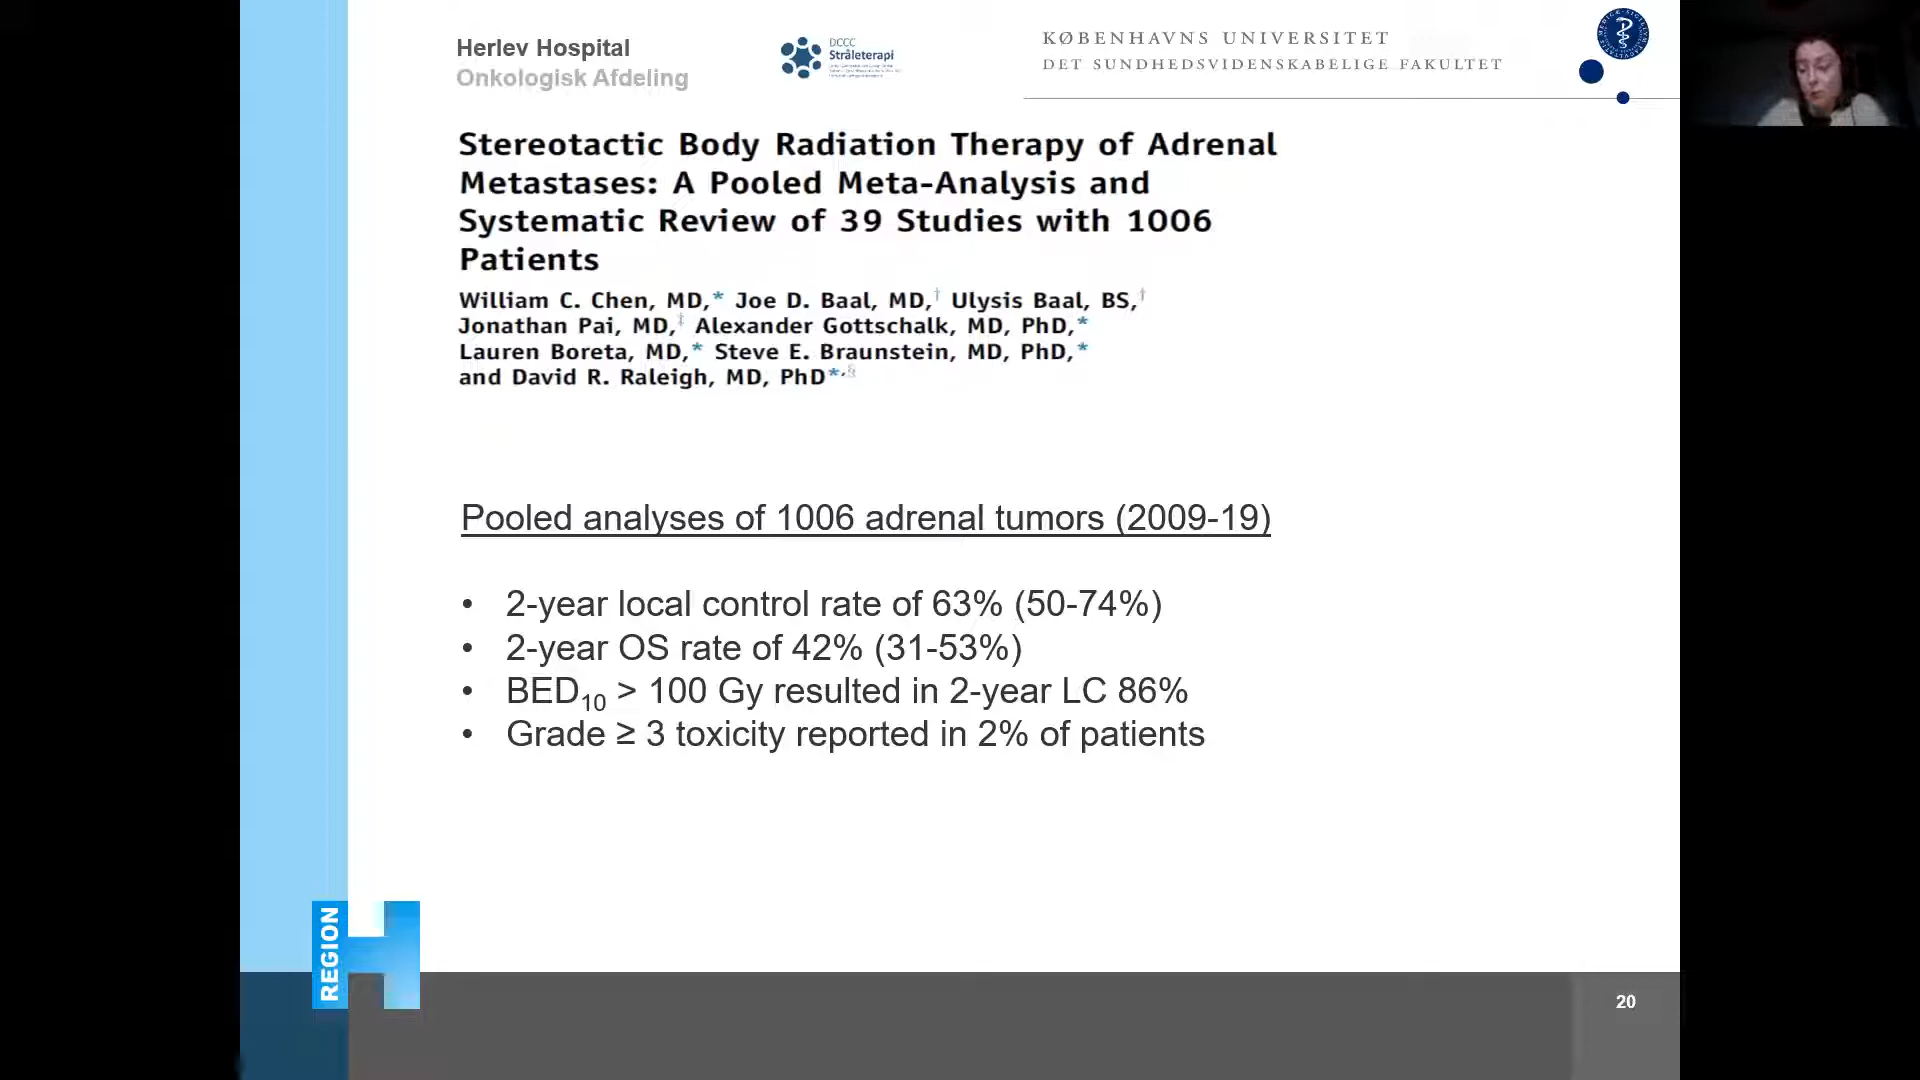 Herlev Hospital
Onkologisk Afdeling
DCCC
Stråleterapi
KØBENHAVNS UNIVERSITET
DET SUNDHEDSVIDENSKABELIGE FAKULTET
Stereotactic Body Radiation Therapy of Adrenal
Metastases: A Pooled Meta-Analysis and
Systematic Review of 39 Studies with 1006
Patients
William C. Chen, MD,* Joe D. Baal, MD,† Ulysis Baal, BS,†
Jonathan Pai, MD,‡ Alexander Gottschalk, MD, PhD,*
Lauren Boreta, MD,* Steve E. Braunstein, MD, PhD,*
and David R. Raleigh, MD, PhD*,§
Pooled analyses of 1006 adrenal tumors (2009-19)
• 2-year local control rate of 63% (50-74%)
• 2-year OS rate of 42% (31-53%)
• BED10 > 100 Gy resulted in 2-year LC 86%
• Grade ≥ 3 toxicity reported in 2% of patients
REGION
20